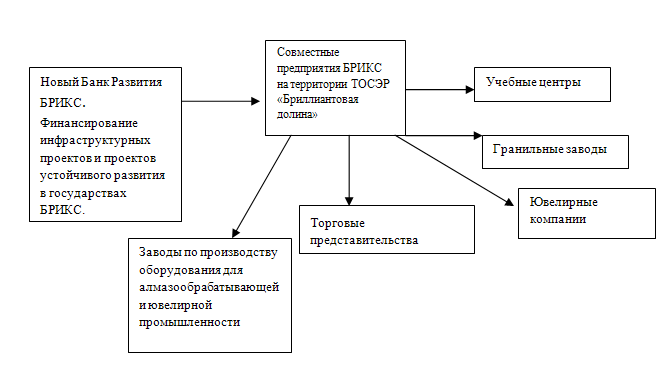 Новый Банк Развития
БРИКС.
Финансирование
инфраструктурных
проектов и проектов
устойчивого развития
в государствах
БРИКС.
Совместные
предприятия БРИКС
на территории ТОСЭР
«Бриллиантовая
долина»
Учебные центры
Гранильные заводы
Ювелирные
компании
Торговые
представительства
Заводы по производству
оборудования для
алмазообрабатывающей
и ювелирной
промышленности